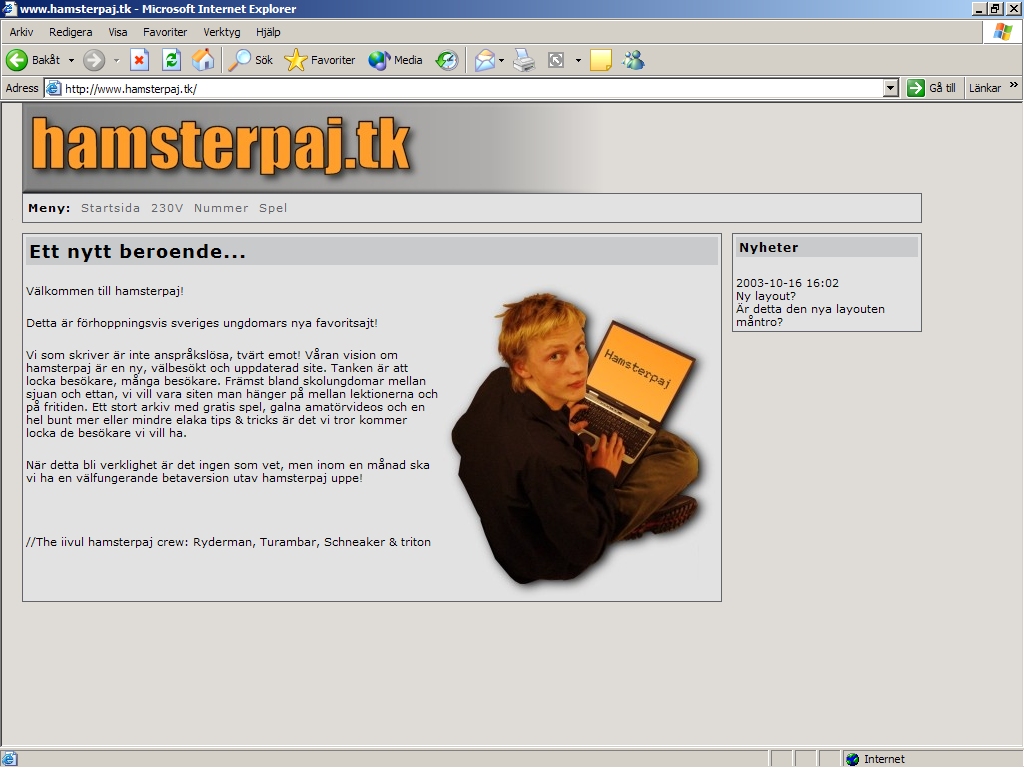 www.hamsterpaj.tk - Microsoft Internet Explorer
Arkiv Redigera Visa Favoriter Verktyg Hjälp
Bakåt Sök Favoriter Media
Adress http://www.hamsterpaj.tk/ Gå till Länkar »
hamsterpaj.tk
Meny: Startsida 230V Nummer Spel
Ett nytt beroende...
Välkommen till hamsterpaj!
Detta är förhoppningsvis sveriges ungdomars nya favoritsajt!
Vi som skriver är inte anspråkslösa, tvärt emot! Våran vision om
hamsterpaj är en ny, välbesökt och uppdaterad site. Tanken är att
locka besökare, många besökare. Främst bland skolungdomar mellan
sjuan och ettan, vi vill vara siten man hänger på mellan lektionerna och
på fritiden. Ett stort arkiv med gratis spel, galna amatörvideos och en
hel bunt mer eller mindre elaka tips & tricks är det vi tror kommer
locka de besökare vi vill ha.
När detta bli verklighet är det ingen som vet, men inom en månad ska
vi ha en välfungerande betaversion utav hamsterpaj uppe!
//The iivul hamsterpaj crew: Ryderman, Turambar, Schneaker & triton
Hamsterpaj
Nyheter
2003-10-16 16:02
Ny layout?
Är detta den nya layouten
måntro?
Internet